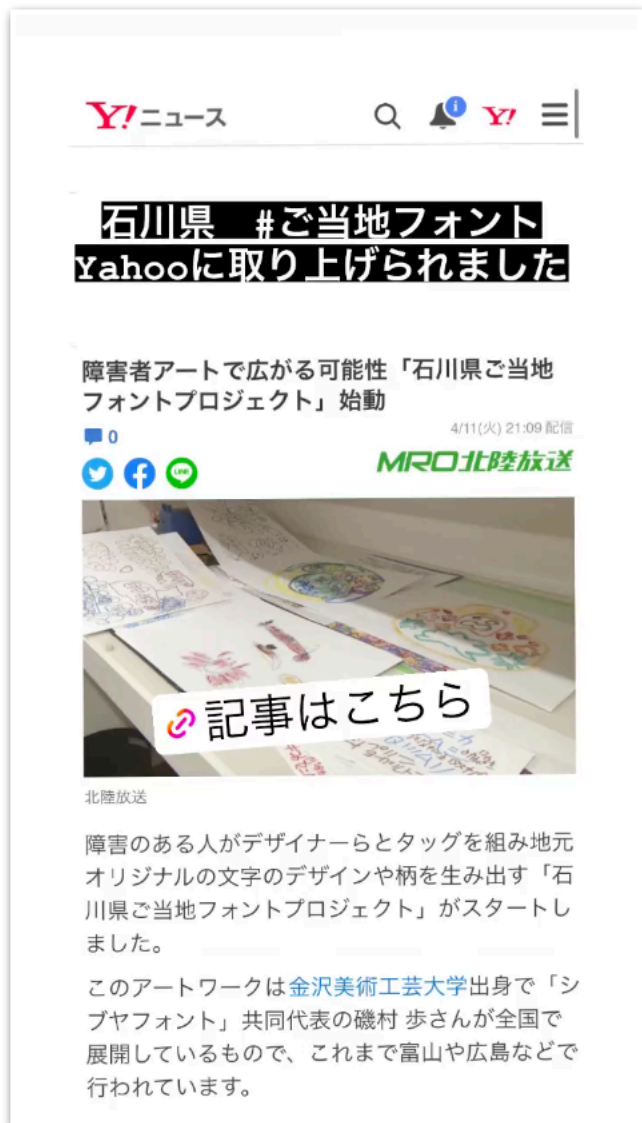 Y!ニュース
i
Y!
石川県　#ご当地フォント
Yahooに取り上げられました
障害者アートで広がる可能性「石川県ご当地
フォントプロジェクト」始動
0
4/11(火) 21:09 配信
LINE
MRO北陸放送
記事はこちら
北陸放送
障害のある人がデザイナーらとタッグを組み地元
オリジナルの文字のデザインや柄を生み出す「石
川県ご当地フォントプロジェクト」がスタートし
ました。
このアートワークは金沢美術工芸大学出身で「シ
ブヤフォント」共同代表の磯村 歩さんが全国で
展開しているもので、これまで富山や広島などで
行われています。